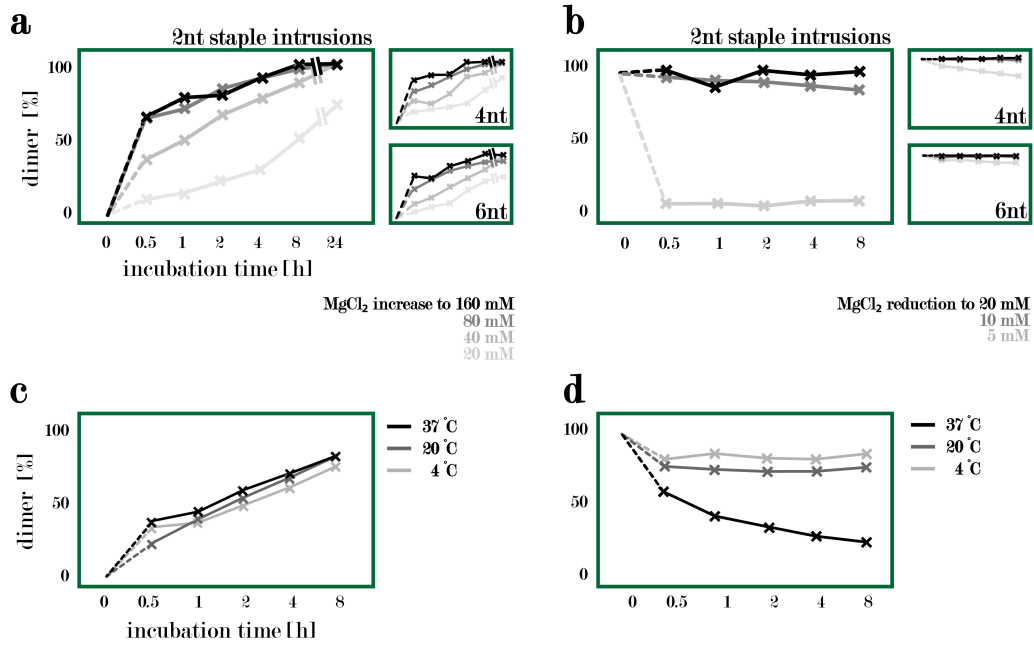 a
2nt staple intrusions
100
50
0
dimer [%]
0 0.5 1 2 4 8 24
incubation time [h]
4nt
6nt
MgCl₂ increase to 160 mM
80 mM
40 mM
20 mM
b
2nt staple intrusions
100
50
0
0 0.5 1 2 4 8
4nt
6nt
MgCl₂ reduction to 20 mM
10 mM
5 mM
c
100
50
0
dimer [%]
0 0.5 1 2 4 8
incubation time [h]
37 °C
20 °C
4 °C
d
100
50
0
0 0.5 1 2 4 8
37 °C
20 °C
4 °C